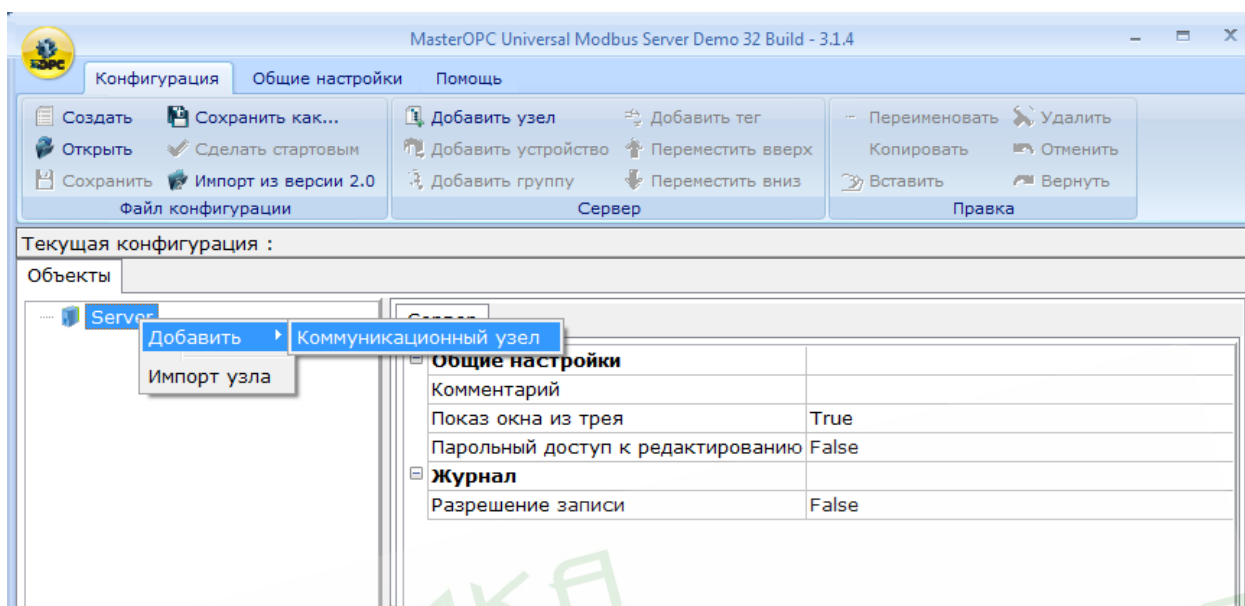 MasterOPC Universal Modbus Server Demo 32 Build - 3.1.4
Конфигурация Общие настройки Помощь
Создать Сохранить как... Добавить узел Добавить тег Переименовать Удалить
Открыть Сделать стартовым Добавить устройство Переместить вверх Копировать Отменить
Сохранить Импорт из версии 2.0 Добавить группу Переместить вниз Вставить Вернуть
Файл конфигурации Сервер Правка
Текущая конфигурация :
Объекты
Server
Добавить Коммуникационный узел
Общие настройки
Импорт узла
Комментарий
Показ окна из трея True
Парольный доступ к редактированию False
Журнал
Разрешение записи False